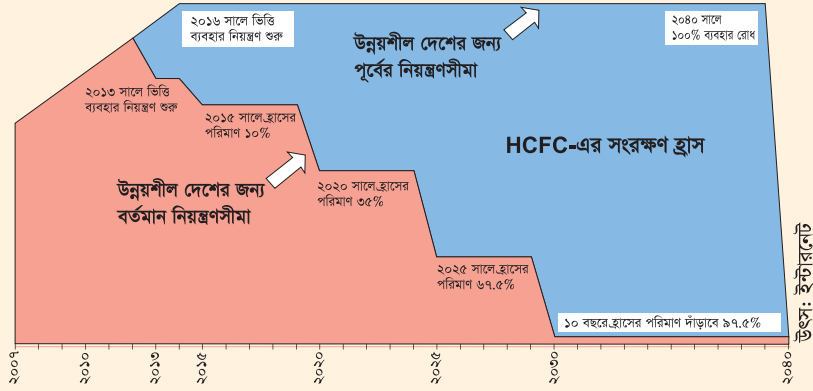 ২০১৬ সালে ভিত্তি
ব্যবহার নিয়ন্ত্রণ শুরু
উন্নয়শীল দেশের জন্য
পূর্বের নিয়ন্ত্রণসীমা
২০৪০ সালে
১০০% ব্যবহার রোধ
২০১৩ সালে ভিত্তি
ব্যবহার নিয়ন্ত্রণ শুরু
২০১৫ সালে হ্রাসের
পরিমাণ ১০%
HCFC-এর সংরক্ষণ হ্রাস
উন্নয়শীল দেশের জন্য
বর্তমান নিয়ন্ত্রণসীমা
২০২০ সালে হ্রাসের
পরিমাণ ৩৫%
২০২৫ সালে হ্রাসের
পরিমাণ ৬৭.৫%
১০ বছরে হ্রাসের পরিমাণ দাঁড়াবে ৯৭.৫%
উৎস: ইন্টারনেট
২০০৭
২০১০
২০১৩
২০১৫
২০২০
২০২৫
২০৩০
২০৪০